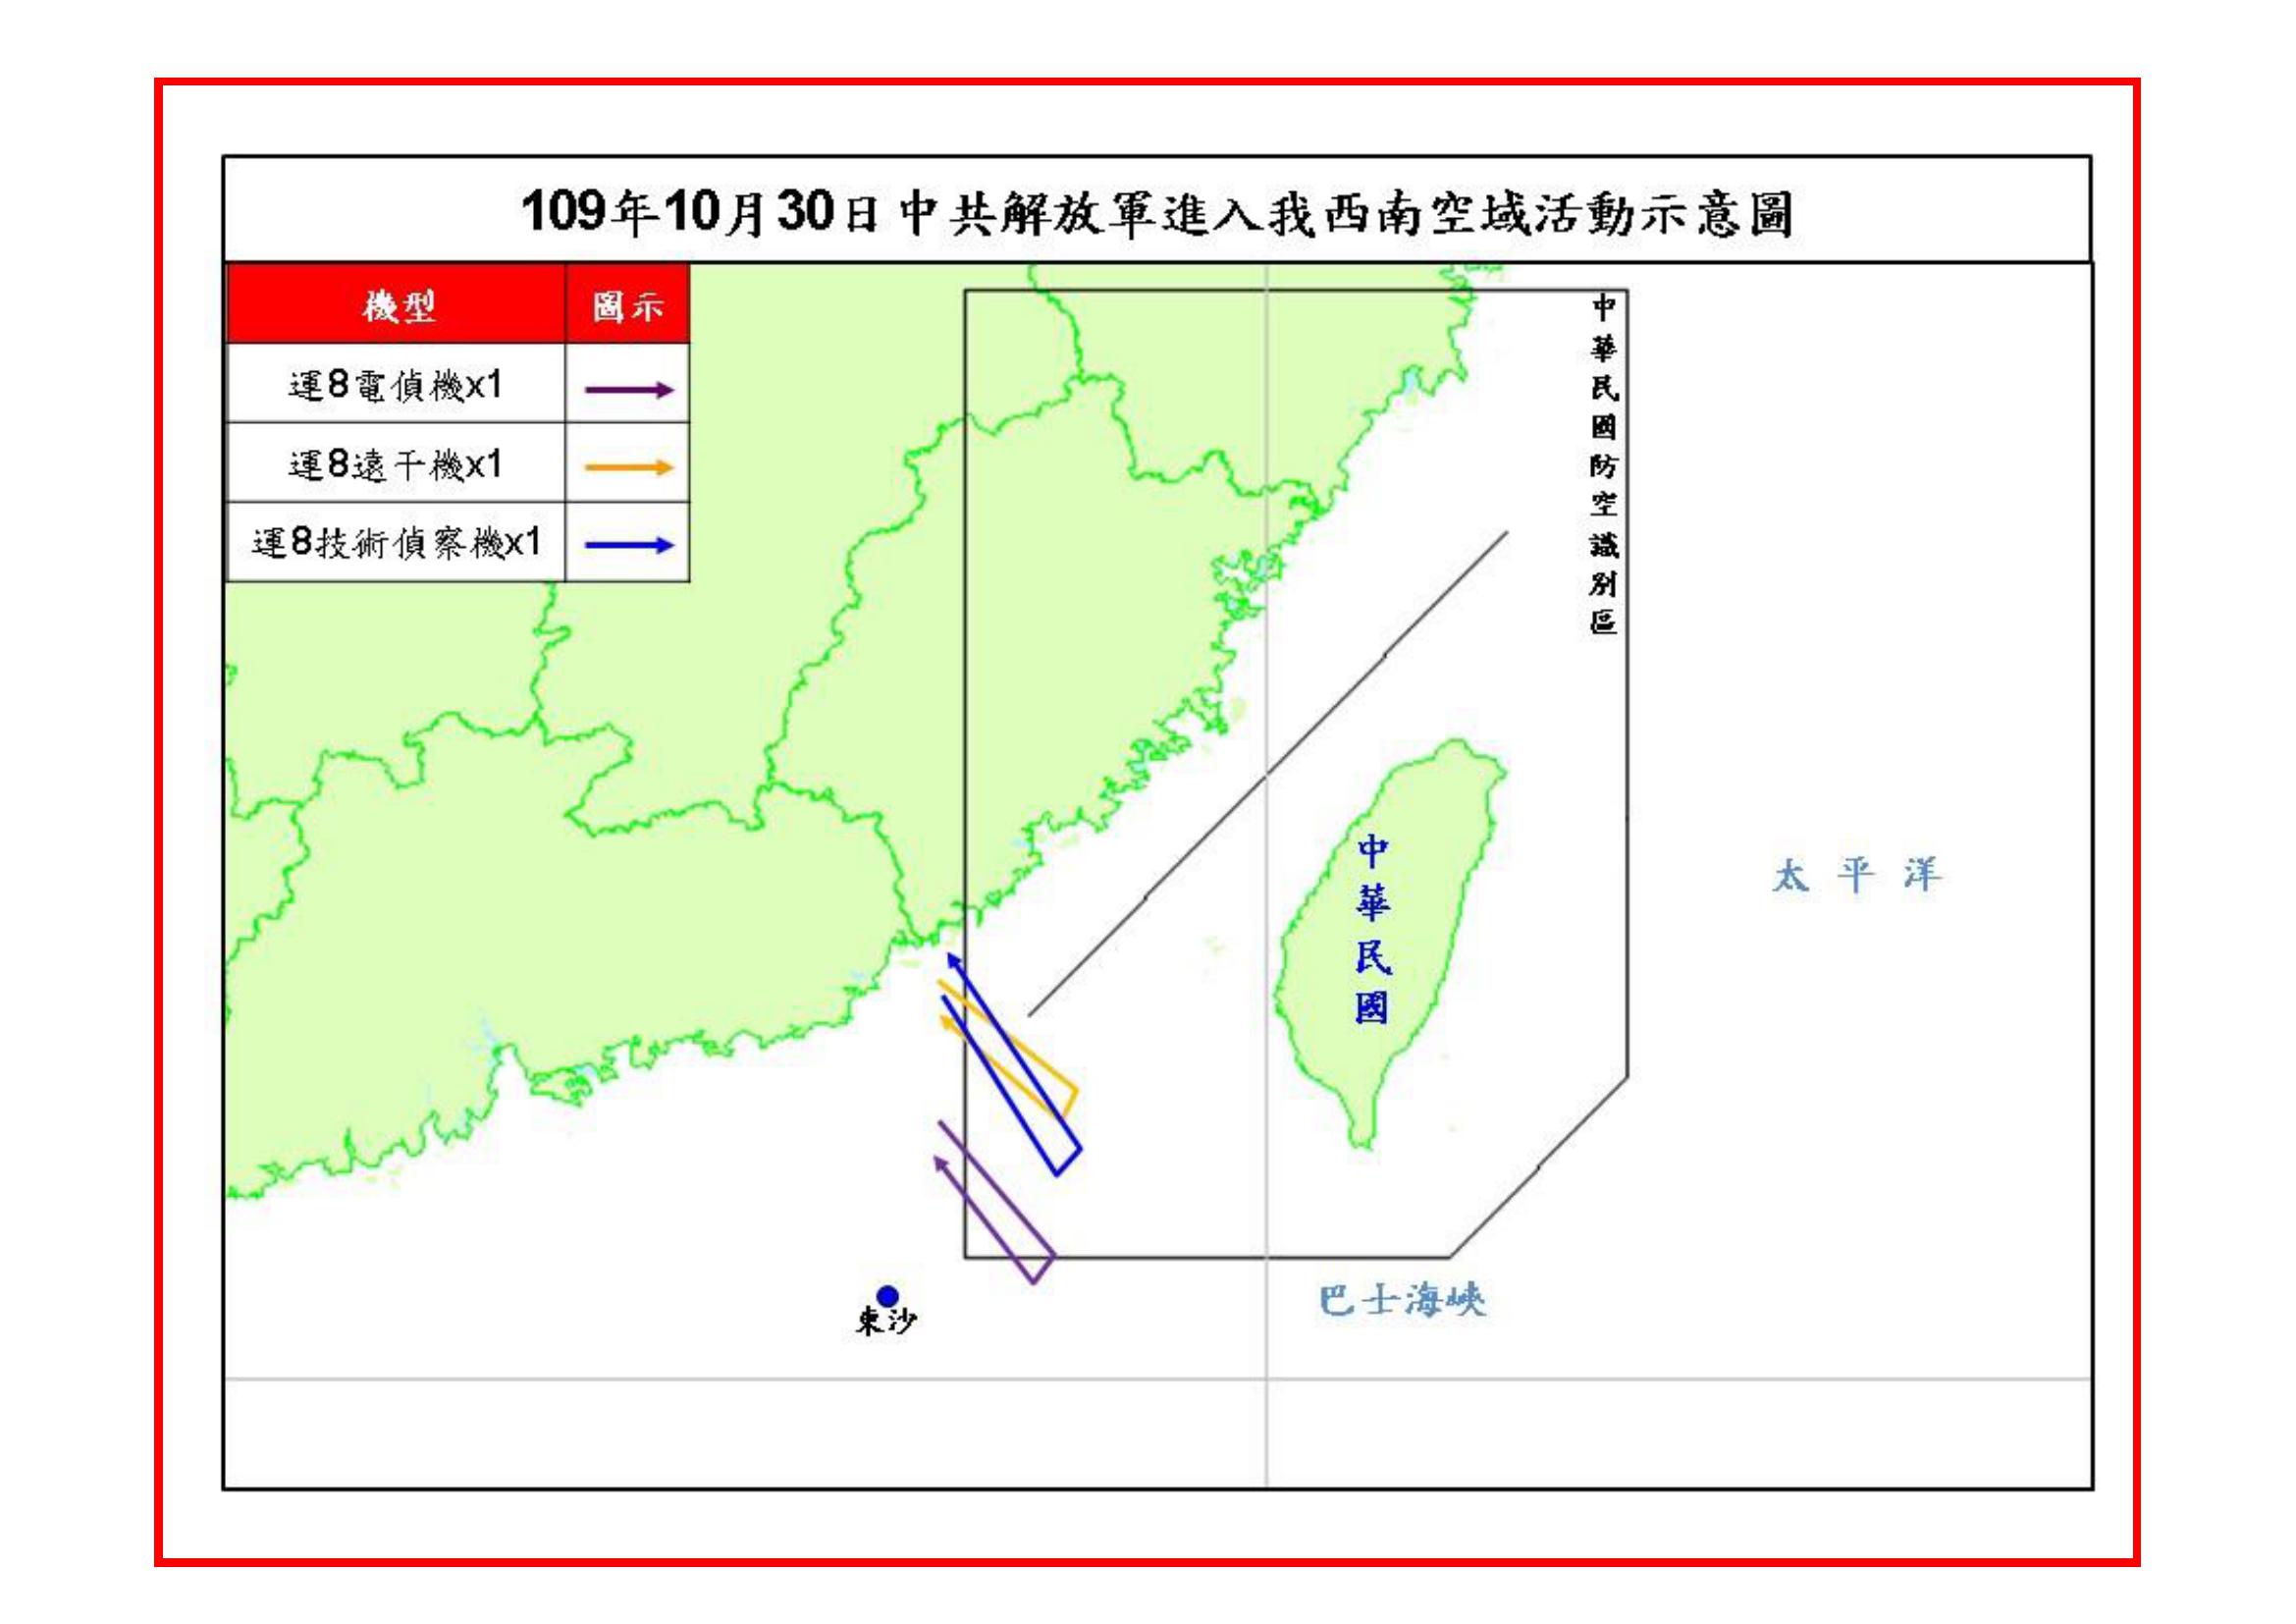 109年10月30日中共解放軍進入我西南空域活動示意圖
機型 圖示
運8電偵機x1
運8遠干機x1
運8技術偵察機x1
中華民國防空識別區
中華民國
太平洋
巴士海峽
東沙